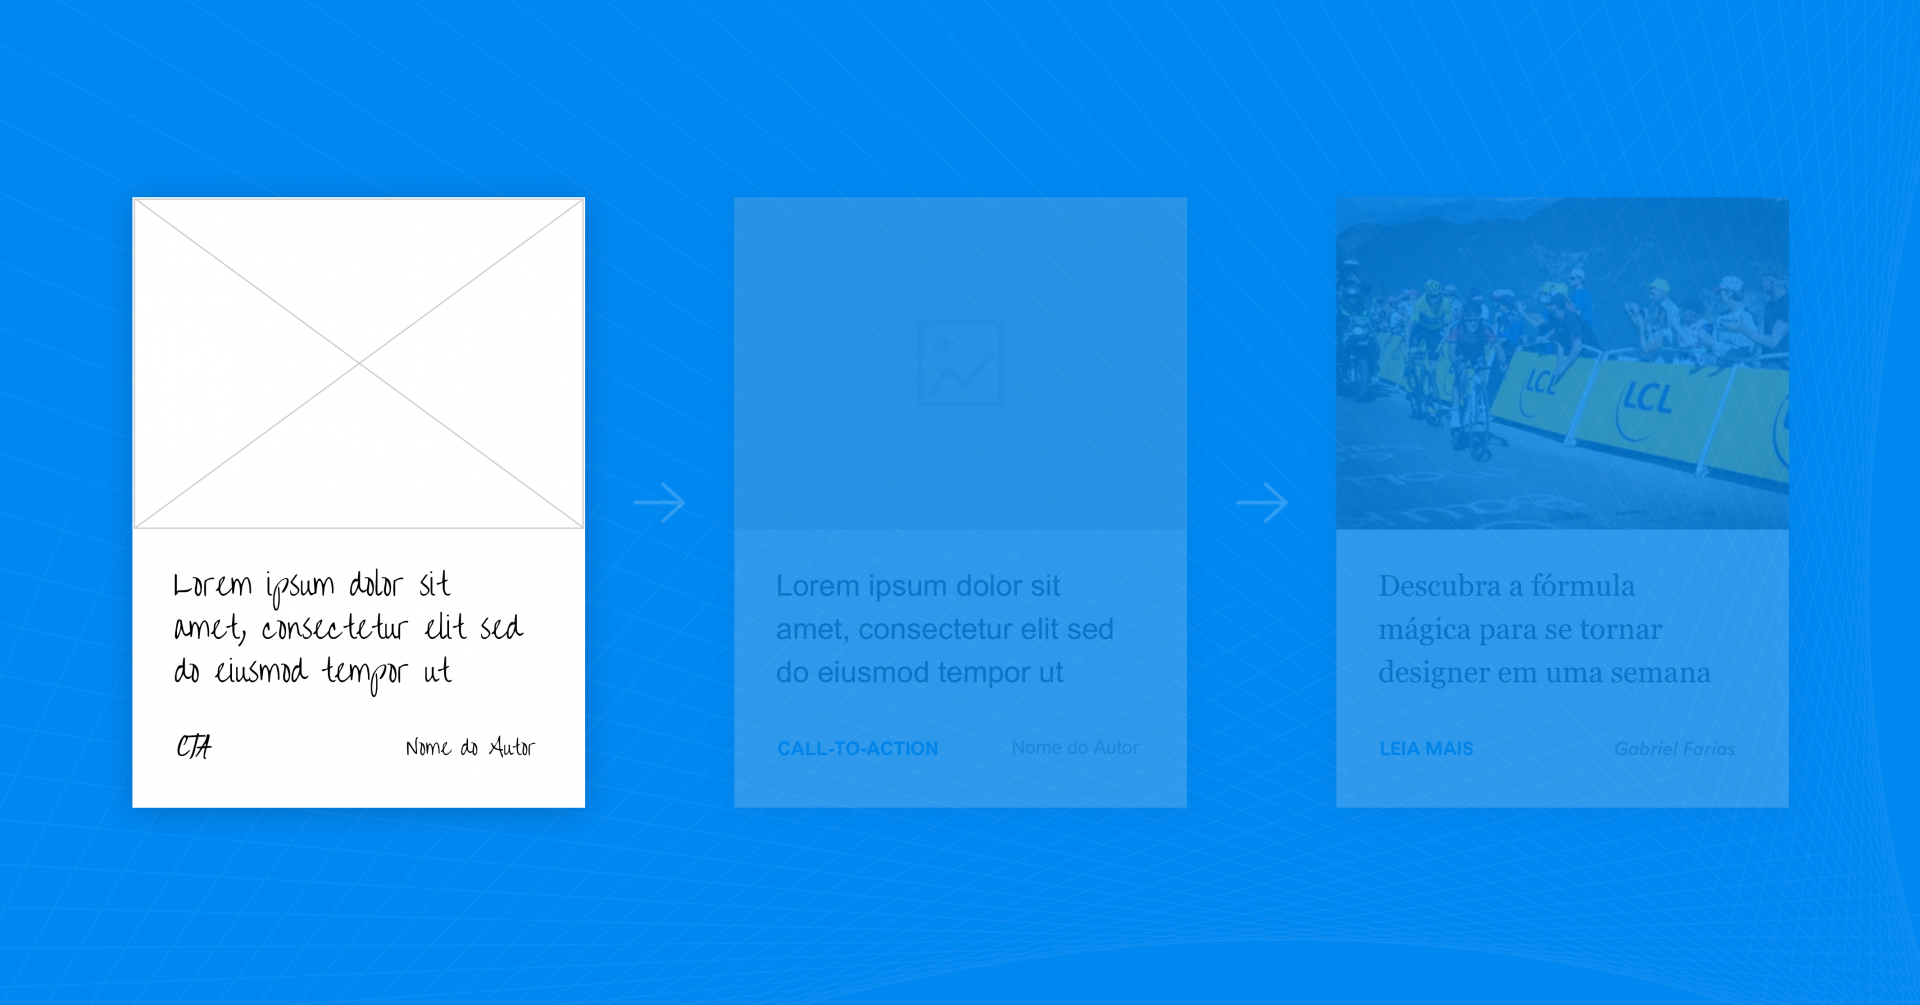 Lorem ipsum dolor sit
amet, consectetur elit sed
do eiusmod tempor ut
CTA
Nome do Autor
Lorem ipsum dolor sit
amet, consectetur elit sed
do eiusmod tempor ut
CALL-TO-ACTION
Nome do Autor
LCL
LCL
Descubra a fórmula
mágica para se tornar
designer em uma semana
LEIA MAIS
Gabriel Farias